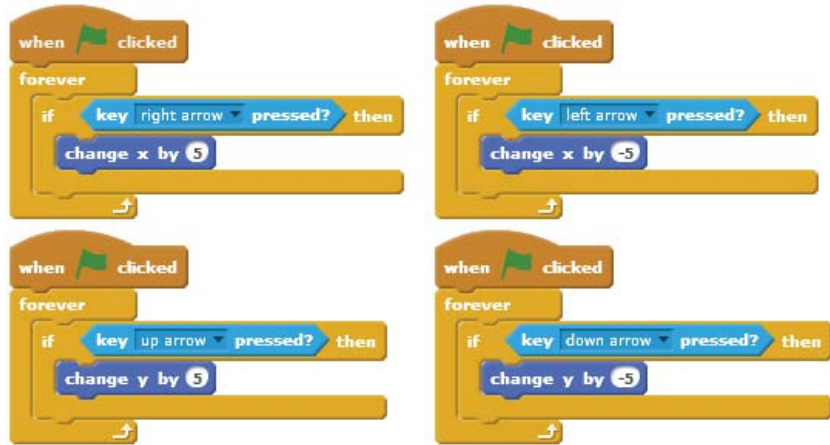 when clicked
forever
if key right arrow pressed? then
change x by 5
when clicked
forever
if key left arrow pressed? then
change x by -5
when clicked
forever
if key up arrow pressed? then
change y by 5
when clicked
forever
if key down arrow pressed? then
change y by -5